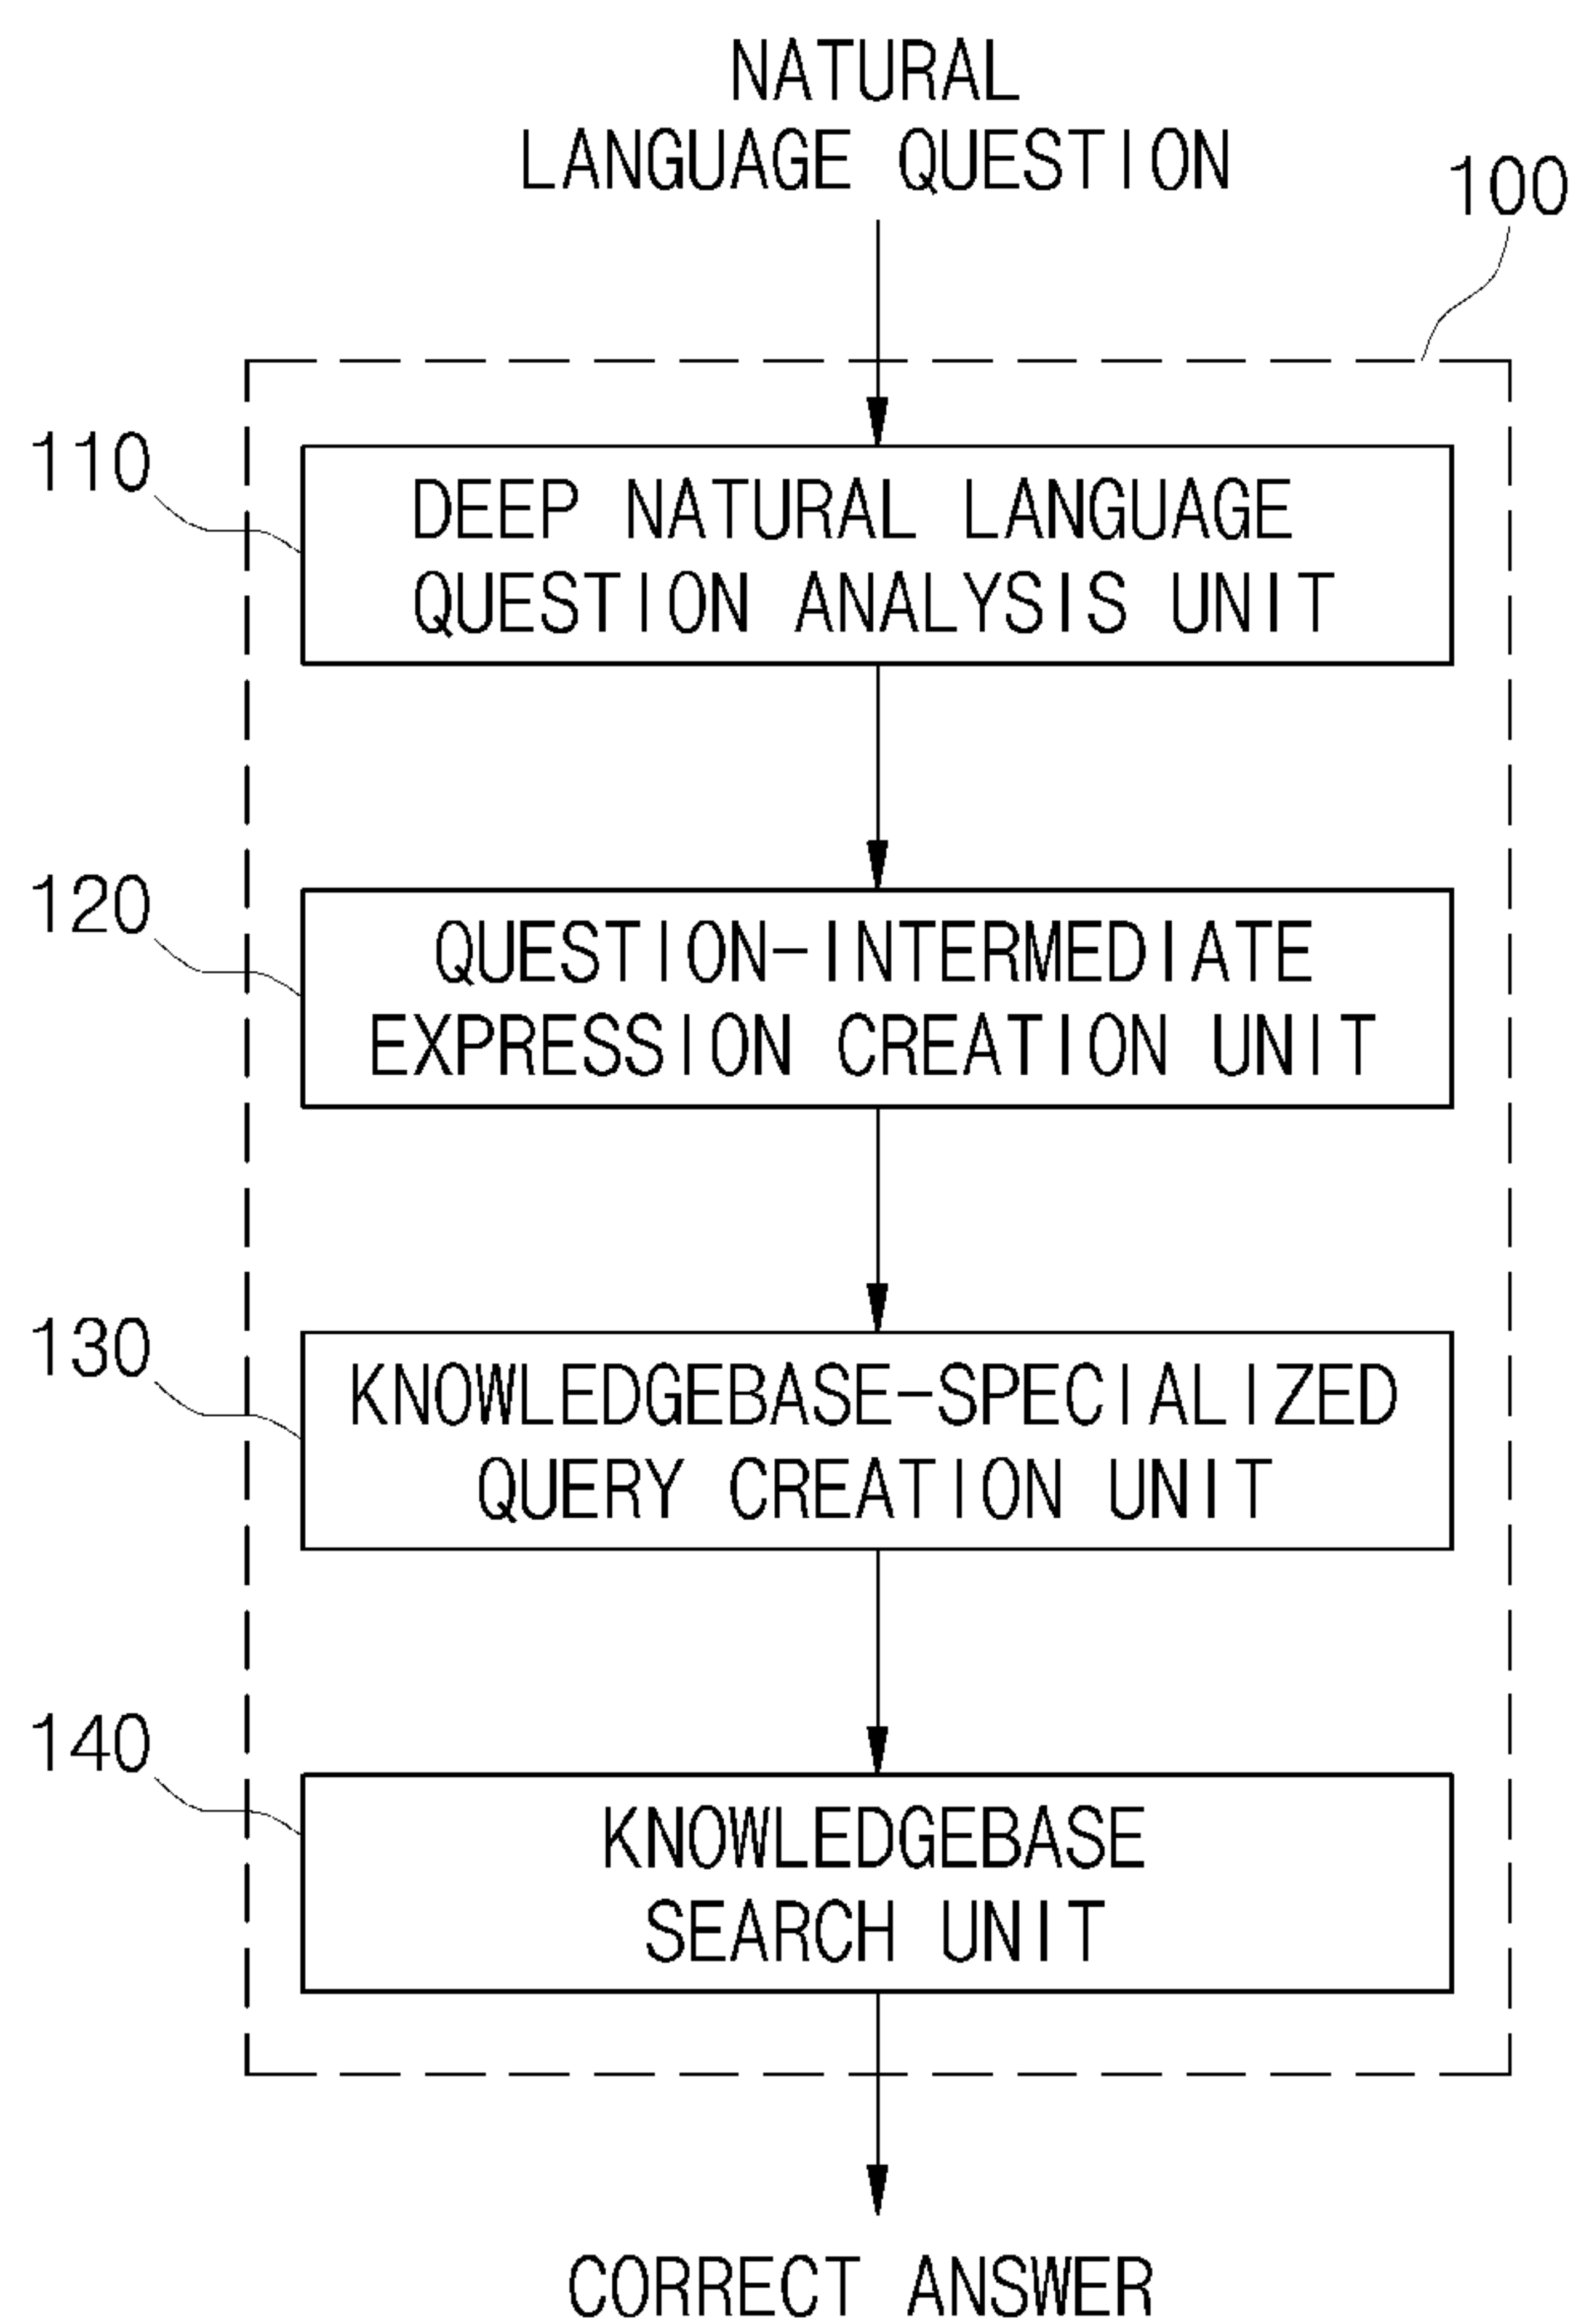 NATURAL
LANGUAGE QUESTION
100
110
DEEP NATURAL LANGUAGE
QUESTION ANALYSIS UNIT
120
QUESTION-INTERMEDIATE
EXPRESSION CREATION UNIT
130
KNOWLEDGEBASE-SPECIALIZED
QUERY CREATION UNIT
140
KNOWLEDGEBASE
SEARCH UNIT
CORRECT ANSWER